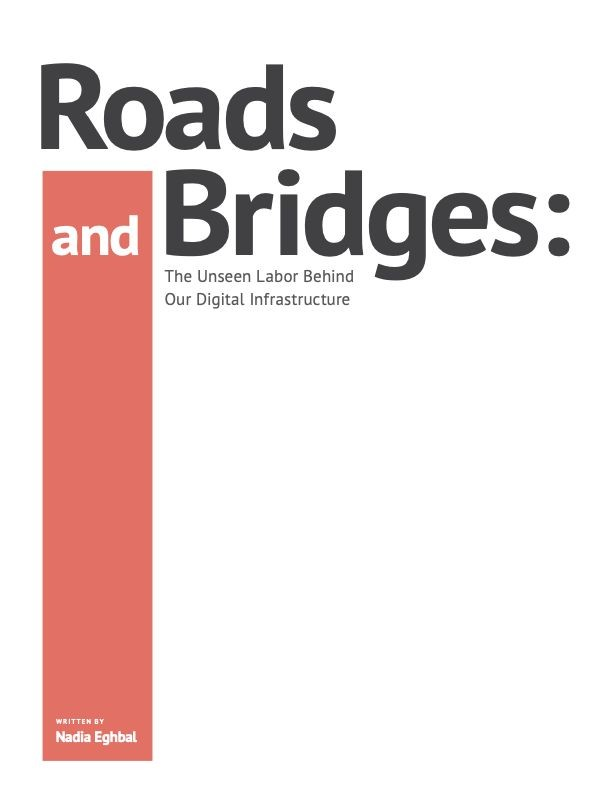 Roads
and Bridges:
The Unseen Labor Behind
Our Digital Infrastructure
WRITTEN BY
Nadia Eghbal